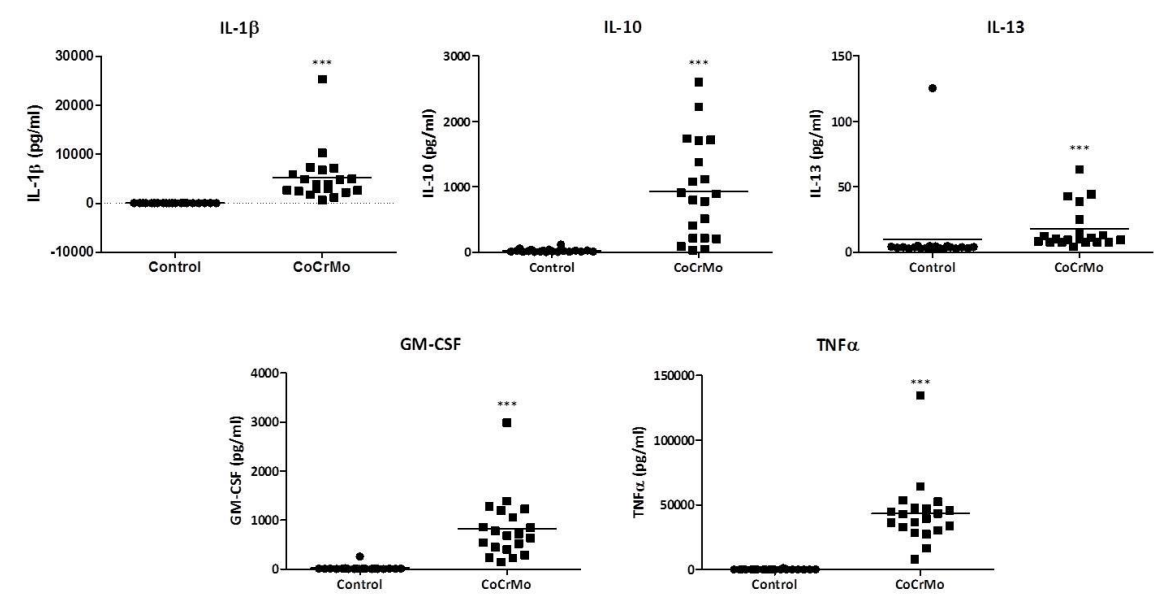 IL-1β
IL-10
IL-13
***
30000
20000
10000
0
-10000
IL-1β (pg/ml)
Control
CoCrMo
***
3000
2000
1000
0
IL-10 (pg/ml)
Control
CoCrMo
***
150
100
50
0
IL-13 (pg/ml)
Control
CoCrMo
GM-CSF
TNFα
***
4000
3000
2000
1000
0
GM-CSF (pg/ml)
Control
CoCrMo
***
150000
100000
50000
0
TNFα (pg/ml)
Control
CoCrMo